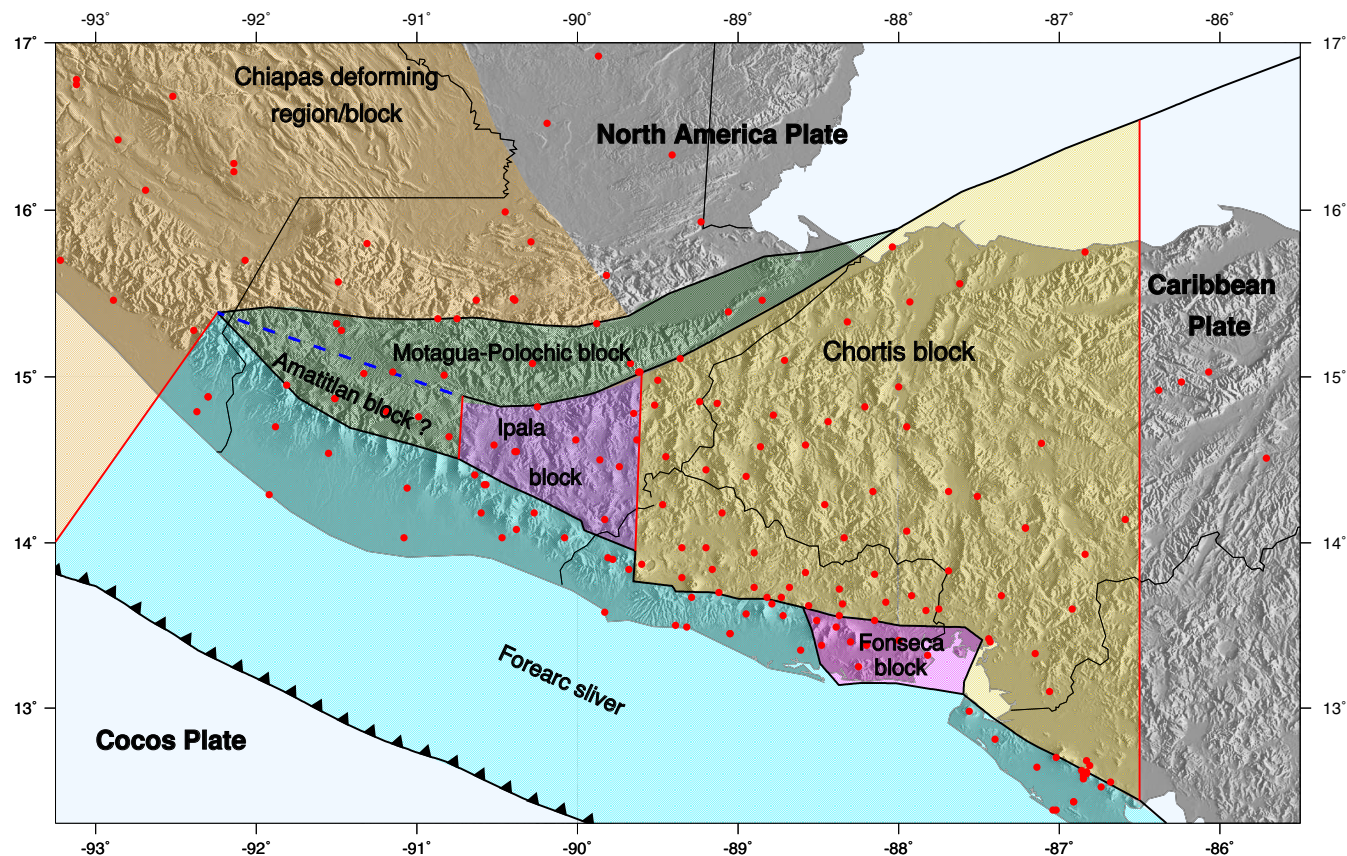 -93° -92° -91° -90° -89° -88° -87° -86°
17° 17°
Chiapas deforming
region/block
North America Plate
16° 16°
Caribbean
Plate
Motagua-Polochic block
Chortis block
15° 15°
Amatitlan block ?
Ipala
block
14° 14°
Fonseca
block
Forearc sliver
13° 13°
Cocos Plate
-93° -92° -91° -90° -89° -88° -87° -86°